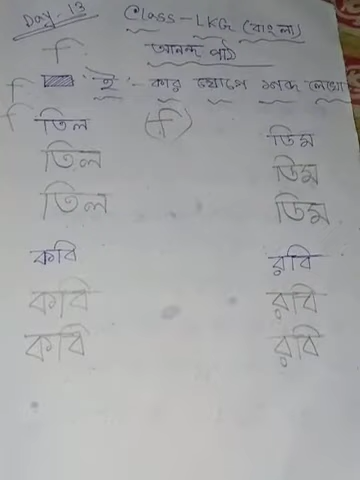 Day-13
Class-LKG (বাংলা)
আনন্দ পাঠ
ি
ি ই - কার যোগে শব্দ লেখো
ি তিল (ি) ডিম
তিল ডিম
তিল ডিম
কবি রবি
কবি রবি
কবি রবি